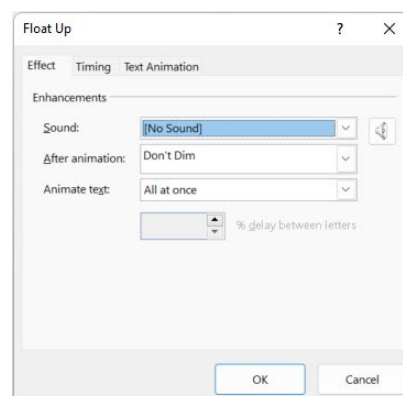 Float Up ? X
Effect Timing Text Animation
Enhancements
Sound: [No Sound]
After animation: Don't Dim
Animate text: All at once
% delay between letters
OK Cancel